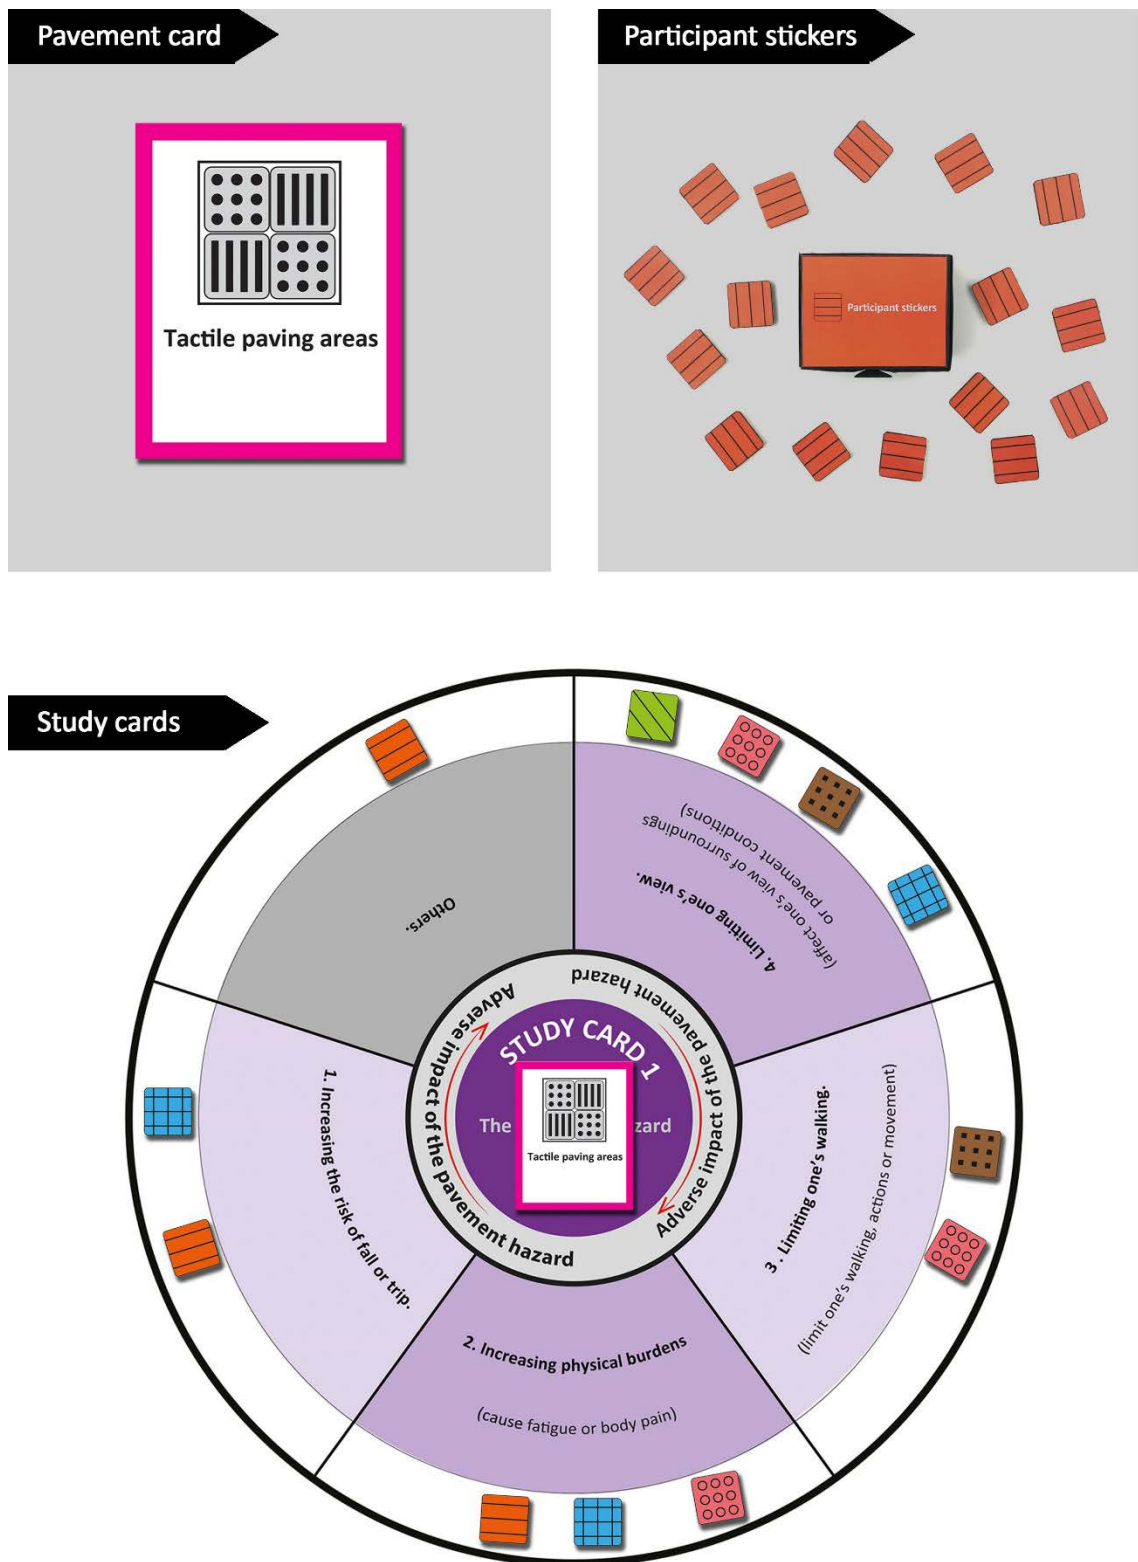 Pavement card
Participant stickers
Tactile paving areas
Participant stickers
Study cards
Others.
4. Limiting one's view.
(affect one's view of surroundings
or pavement conditions)
3 . Limiting one's walking.
(limit one's walking, actions or movement)
2. Increasing physical burdens
(cause fatigue or body pain)
1. Increasing the risk of fall or trip.
Adverse impact of the pavement hazard
Adverse impact of the pavement hazard
STUDY CARD 1
The zard
Tactile paving areas